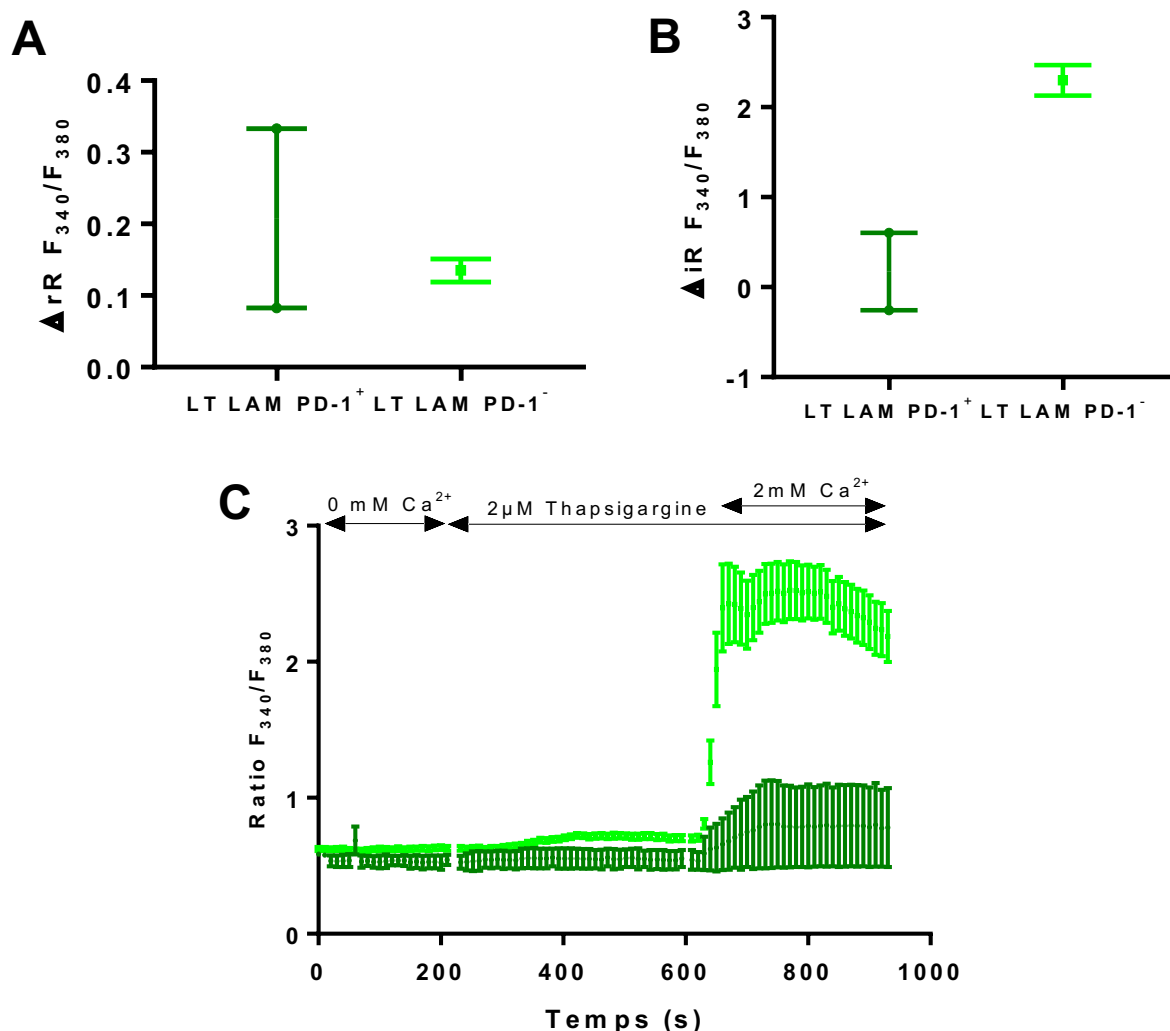 A
0.4
0.3
0.2
0.1
0.0
▲rR F₃₄₀/F₃₈₀
LT LAM PD-1⁺ LT LAM PD-1⁻
B
3
2
1
0
-1
▲iR F₃₄₀/F₃₈₀
LT LAM PD-1⁺ LT LAM PD-1⁻
C
0 mM Ca²⁺
2µM Thapsigargine
2mM Ca²⁺
3
2
1
0
Ratio F₃₄₀/F₃₈₀
0 200 400 600 800 1000
Temps (s)